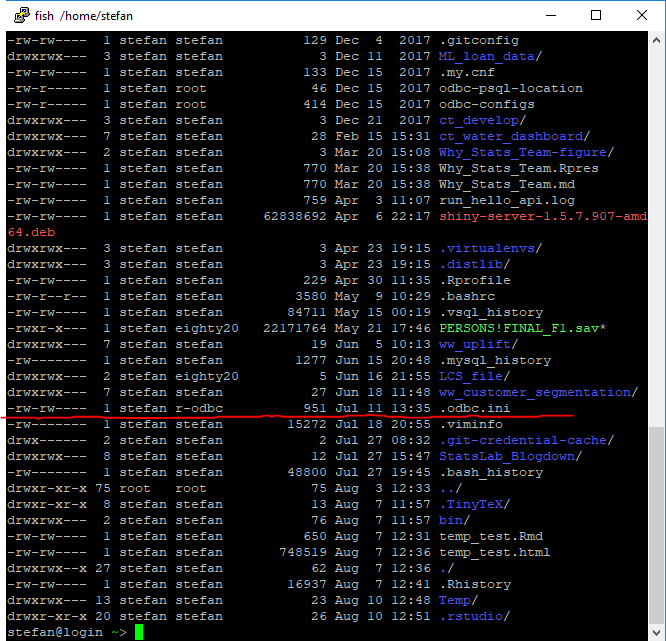 fish /home/stefan
-rw-rw---- 1 stefan stefan 129 Dec 4 2017 .gitconfig
drwxrwx--- 3 stefan stefan 3 Dec 11 2017 ML_loan_data/
-rw-rw---- 1 stefan stefan 133 Dec 15 2017 .my.cnf
-rw-r----- 1 stefan root 46 Dec 15 2017 odbc-psql-location
-rw-r----- 1 stefan root 414 Dec 15 2017 odbc-configs
drwxrwx--- 3 stefan stefan 3 Dec 21 2017 ct_develop/
drwxrwx--- 7 stefan stefan 28 Feb 15 15:31 ct_water_dashboard/
drwxrwx--- 2 stefan stefan 3 Mar 20 15:08 Why_Stats_Team-figure/
-rw-rw---- 1 stefan stefan 770 Mar 20 15:38 Why_Stats_Team.Rpres
-rw-rw---- 1 stefan stefan 770 Mar 20 15:38 Why_Stats_Team.md
-rw-rw---- 1 stefan stefan 759 Apr 3 11:07 run_hello_api.log
-rw-rw---- 1 stefan stefan 62838692 Apr 6 22:17 shiny-server-1.5.7.907-amd
64.deb
drwxrwx--- 3 stefan stefan 3 Apr 23 19:15 .virtualenvs/
drwxrwx--- 3 stefan stefan 3 Apr 23 19:15 .distlib/
-rw-rw---- 1 stefan stefan 229 Apr 30 11:35 .Rprofile
-rw-r--r-- 1 stefan stefan 3580 May 9 10:29 .bashrc
-rw-rw---- 1 stefan stefan 84711 May 15 00:19 .vsql_history
-rwxr-x--- 1 stefan eighty20 22171764 May 21 17:46 PERSONS!FINAL_F1.sav*
drwxrwx--- 7 stefan stefan 19 Jun 5 10:13 ww_uplift/
-rw------- 1 stefan stefan 1277 Jun 15 20:48 .mysql_history
drwxrwx--- 2 stefan eighty20 5 Jun 16 21:55 LCS_file/
drwxrwx--- 7 stefan stefan 27 Jun 18 11:48 ww_customer_segmentation/
-rw-rw---- 1 stefan r-odbc 951 Jul 11 13:35 .odbc.ini
-rw------- 1 stefan stefan 15272 Jul 18 20:55 .viminfo
drwx------ 2 stefan stefan 2 Jul 27 08:32 .git-credential-cache/
drwxrwx--- 8 stefan stefan 12 Jul 27 15:47 StatsLab_Blogdown/
-rw------- 1 stefan stefan 48800 Jul 27 19:45 .bash_history
drwxr-xr-x 75 root root 75 Aug 3 12:33 ../
drwxr-xr-x 8 stefan stefan 13 Aug 7 11:57 .TinyTeX/
drwxrwx--- 2 stefan stefan 76 Aug 7 11:57 bin/
-rw-rw---- 1 stefan stefan 650 Aug 7 12:31 temp_test.Rmd
-rw-rw---- 1 stefan stefan 748519 Aug 7 12:36 temp_test.html
drwxrwx--x 27 stefan stefan 62 Aug 7 12:36 ./
-rw-rw---- 1 stefan stefan 16937 Aug 7 12:41 .Rhistory
drwxrwx--- 13 stefan stefan 23 Aug 10 12:48 Temp/
drwxr-xr-x 20 stefan stefan 26 Aug 10 12:51 .rstudio/
stefan@login ~>